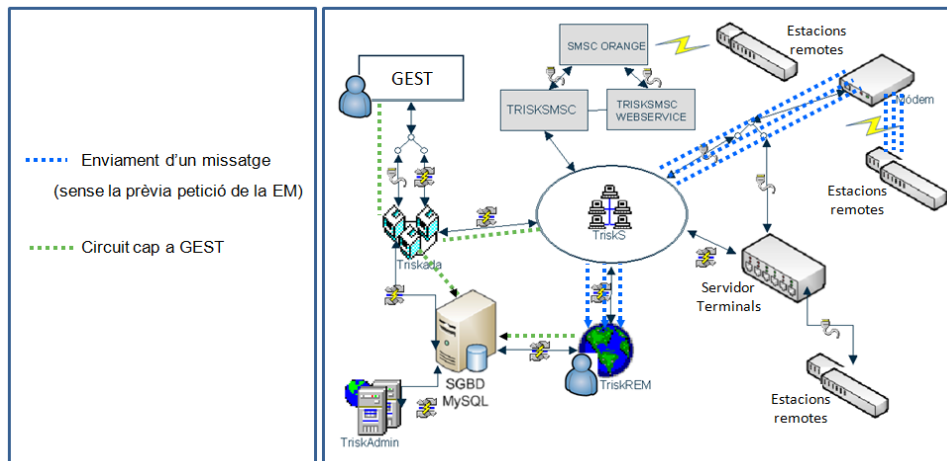 Enviament d'un missatge
(sense la prèvia petició de la EM)
Circuit cap a GEST
GEST
SMSC ORANGE
TRISKSMSC
TRISKSMSC
WEBSERVICE
Estacions
remotes
Mòdem
Estacions
remotes
TriskS
Triskada
Servidor
Terminals
SGBD
MySQL
TriskREM
TriskAdmin
Estacions
remotes